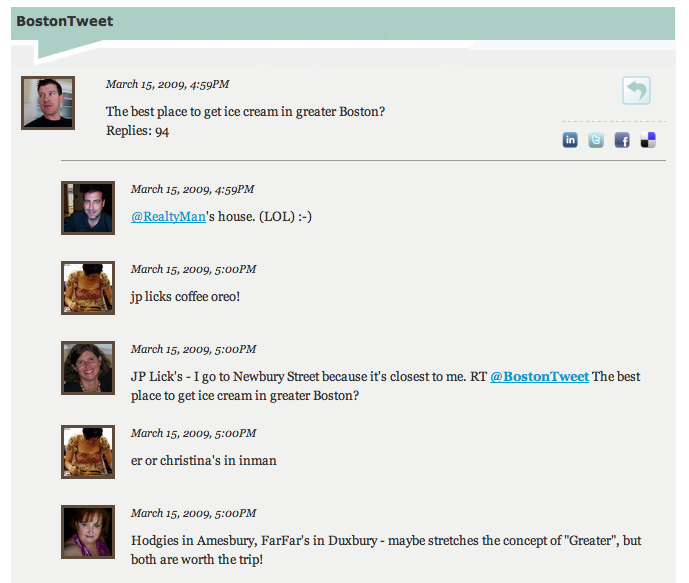 BostonTweet
March 15, 2009, 4:59PM
The best place to get ice cream in greater Boston?
Replies: 94
in
t
f
March 15, 2009, 4:59PM
@RealtyMan's house. (LOL) :-)
March 15, 2009, 5:00PM
jp licks coffee oreo!
March 15, 2009, 5:00PM
JP Lick's - I go to Newbury Street because it's closest to me. RT @BostonTweet The best
place to get ice cream in greater Boston?
March 15, 2009, 5:00PM
er or christina's in inman
March 15, 2009, 5:00PM
Hodgies in Amesbury, FarFar's in Duxbury - maybe stretches the concept of "Greater", but
both are worth the trip!